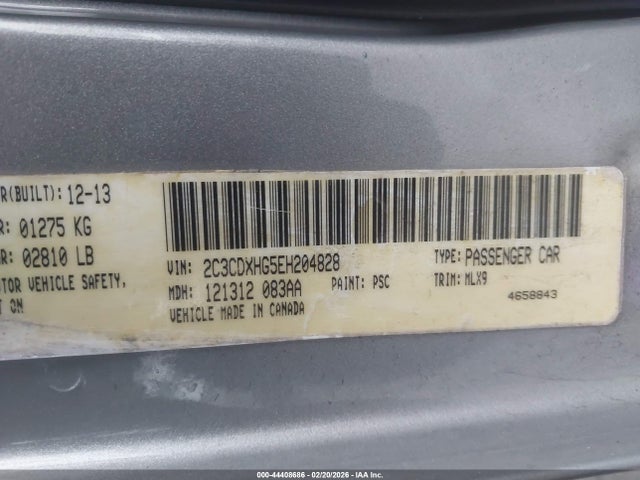 R(BUILT): 12-13
R: 01275 KG
R: 02810 LB
TOR VEHICLE SAFETY,
T ON
VIN: 2C3CDXHG5EH204828
TYPE: PASSENGER CAR
MDH: 121312 083AA
PAINT: PSC
TRIM: MLX9
VEHICLE MADE IN CANADA
4658843
000-44408686 - 02/20/2026 - IAA Inc.